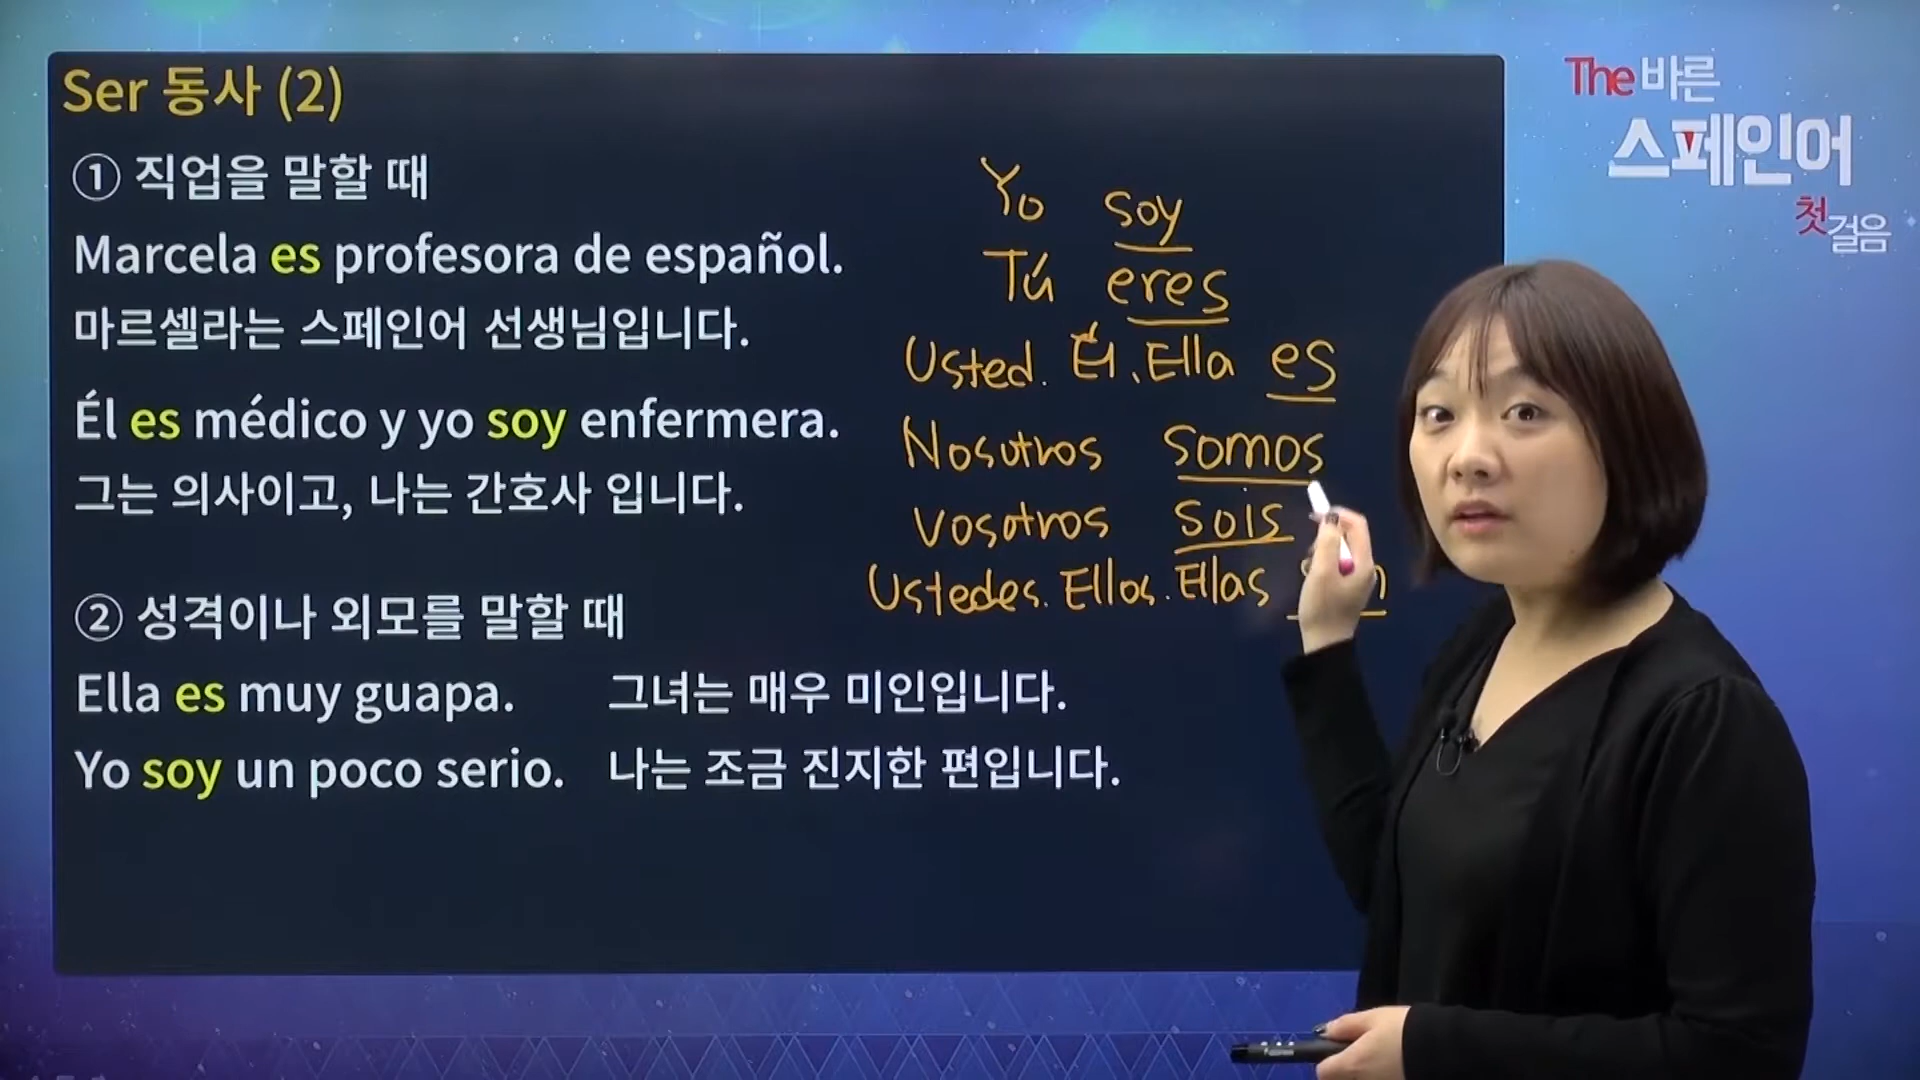 Ser 동사 (2)
① 직업을 말할 때
Marcela es profesora de español.
마르셀라는 스페인어 선생님입니다.
Él es médico y yo soy enfermera.
그는 의사이고, 나는 간호사 입니다.
② 성격이나 외모를 말할 때
Ella es muy guapa. 그녀는 매우 미인입니다.
Yo soy un poco serio. 나는 조금 진지한 편입니다.
Yo soy
Tú eres
Usted. Él. Ella es
Nosotros somos
Vosotros sois
Ustedes. Ellos. Ellas
The 바른
스페인어
첫걸음